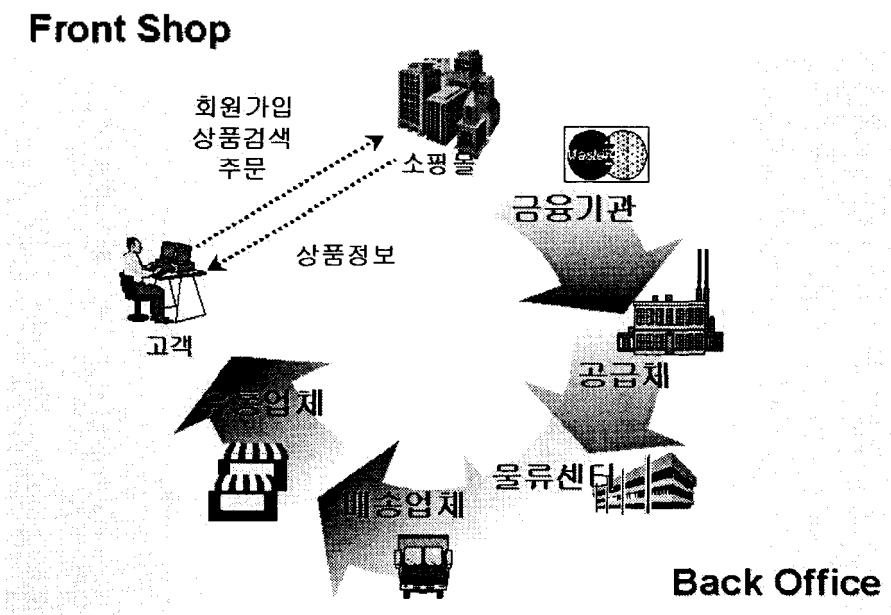 Front Shop
회원가입
상품검색
주문
소핑몰
Master
금융기관
상품정보
고객
공급체
업체
물류센터
배송업체
Back Office